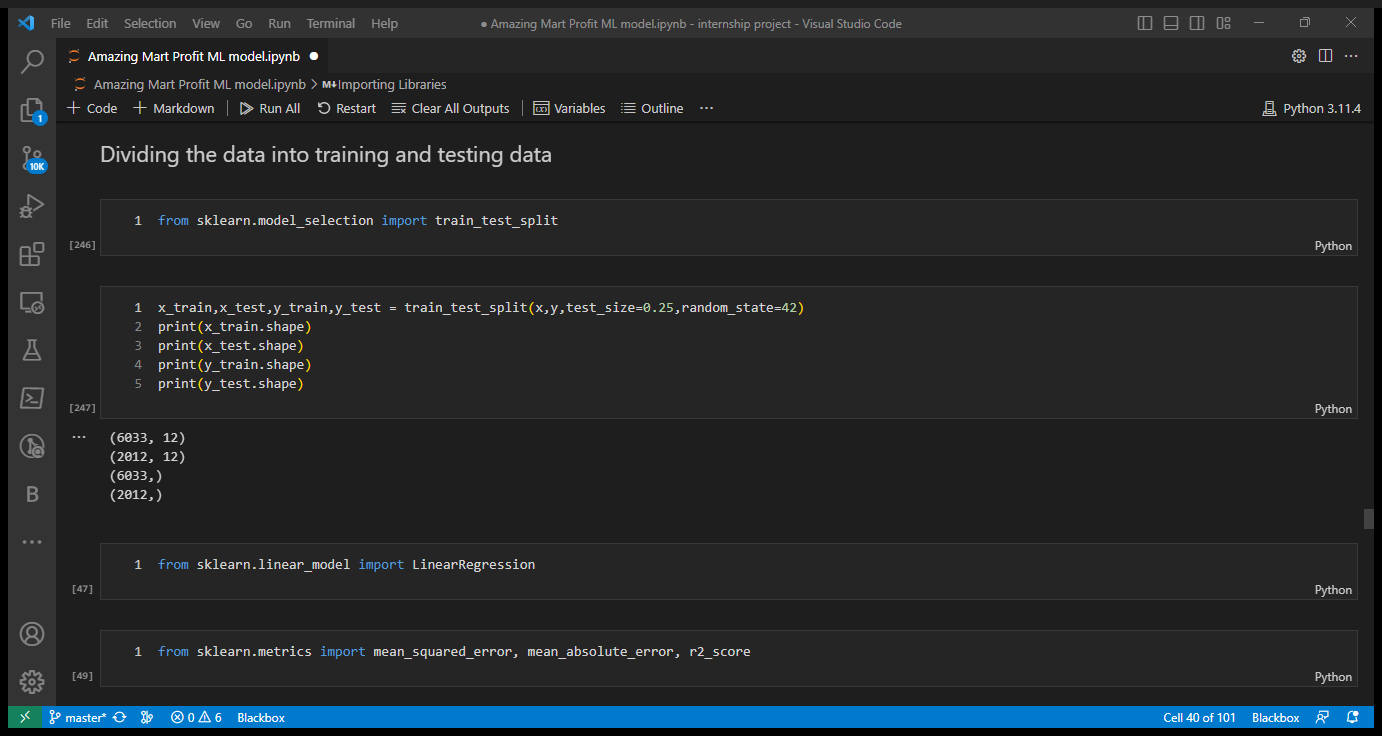 File Edit Selection View Go Run Terminal Help
● Amazing Mart Profit ML model.ipynb - internship project - Visual Studio Code
Amazing Mart Profit ML model.ipynb ●
Amazing Mart Profit ML model.ipynb > M↓Importing Libraries
+ Code + Markdown | Run All Restart Clear All Outputs | Variables Outline ···
Python 3.11.4
1
10K
B
Dividing the data into training and testing data
1 from sklearn.model_selection import train_test_split
[246]
Python
1 x_train,x_test,y_train,y_test = train_test_split(x,y,test_size=0.25,random_state=42)
2 print(x_train.shape)
3 print(x_test.shape)
4 print(y_train.shape)
5 print(y_test.shape)
[247]
Python
··· (6033, 12)
(2012, 12)
(6033,)
(2012,)
1 from sklearn.linear_model import LinearRegression
[47]
Python
1 from sklearn.metrics import mean_squared_error, mean_absolute_error, r2_score
[49]
Python
master* 0 6 Blackbox
Cell 40 of 101 Blackbox